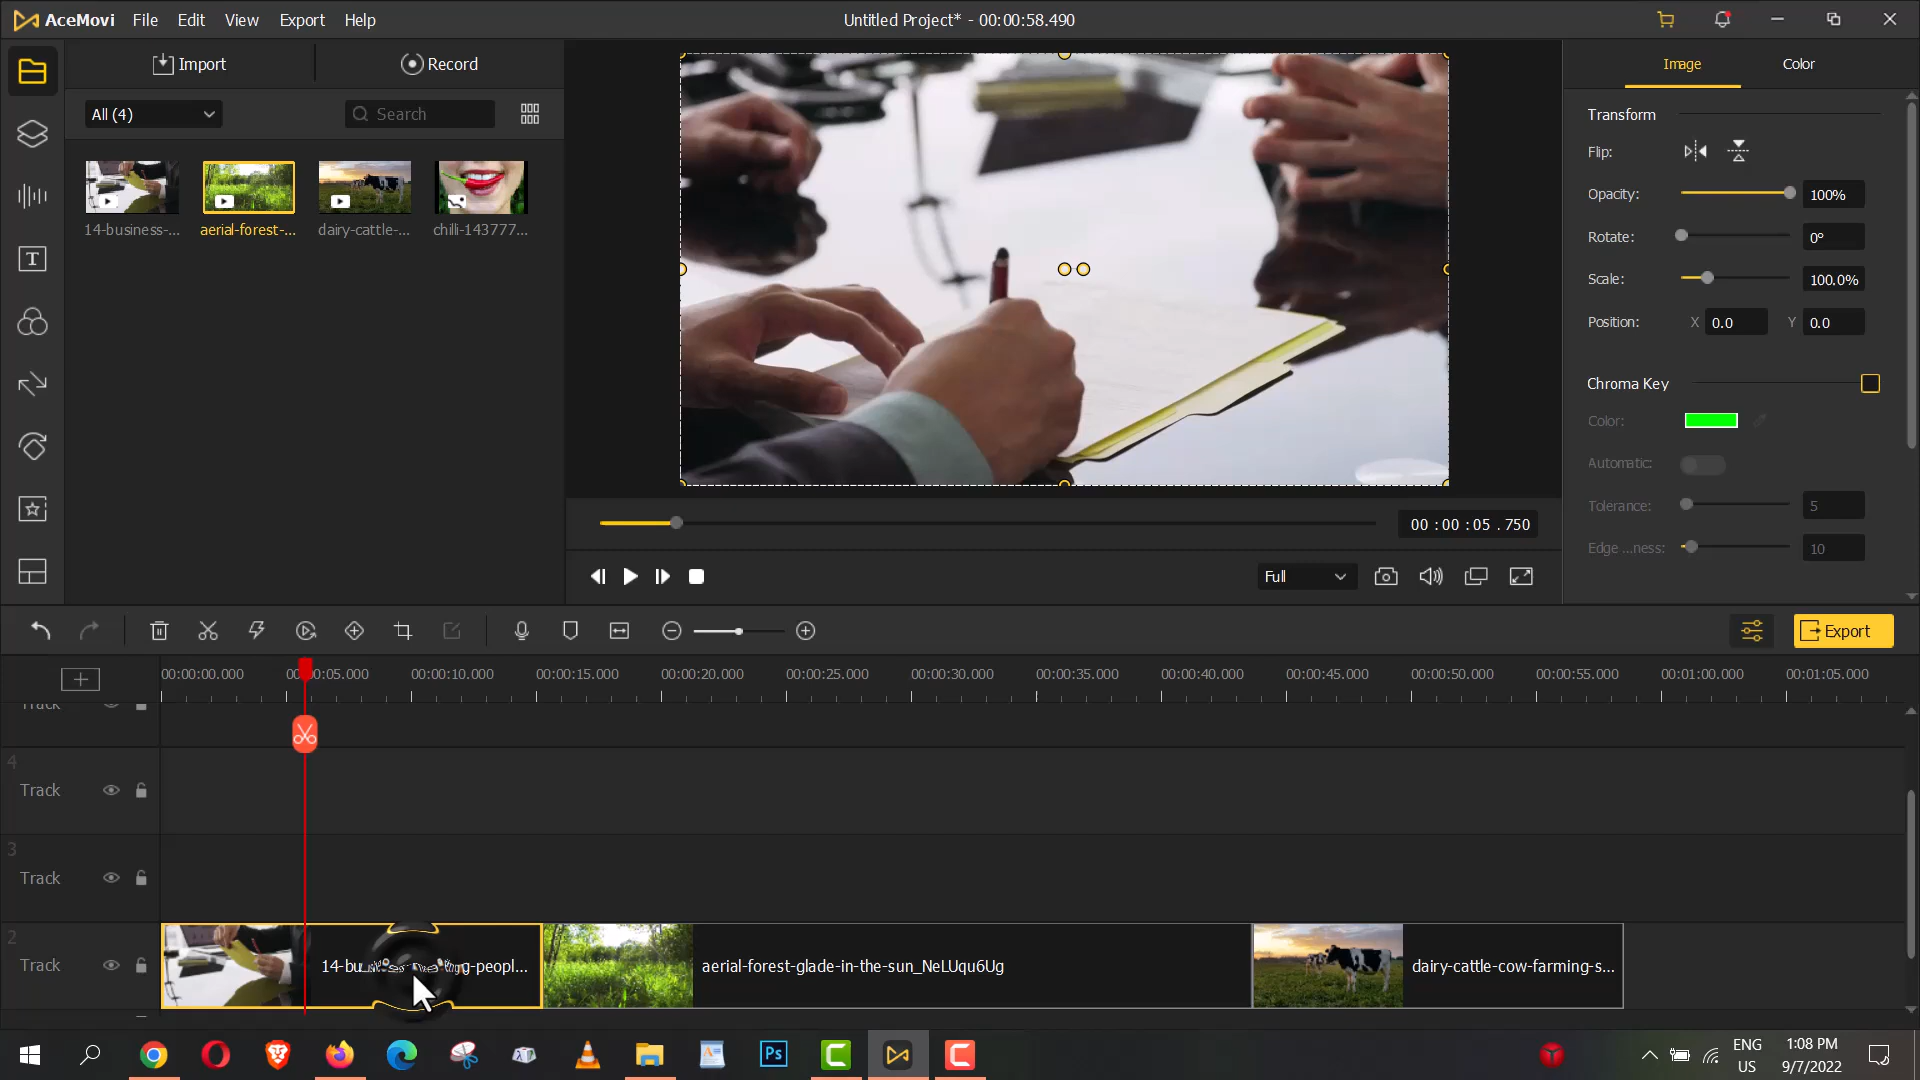 AceMovi File Edit View Export Help
Untitled Project* - 00:00:58.490
Import Record
All (4) Search
14-business-... aerial-forest-... dairy-cattle-... chilli-143777...
00 : 00 : 05 . 750
Full
Image Color
Transform
Flip:
Opacity: 100%
Rotate: 0º
Scale: 100.0%
Position: X 0.0 Y 0.0
Chroma Key
Color:
Automatic:
Tolerance: 5
Edge ...ness: 10
Export
00:00:00.000 00:00:10.000 00:00:15.000 00:00:20.000 00:00:25.000 00:00:30.000 00:00:35.000 00:00:40.000 00:00:45.000 00:00:50.000 00:00:55.000 00:01:00.000 00:01:05.000
Track
4
Track
3
Track
2
Track
aerial-forest-glade-in-the-sun_NeLUqu6Ug
dairy-cattle-cow-farming-s...
Ps
ENG
US
1:08 PM
9/7/2022